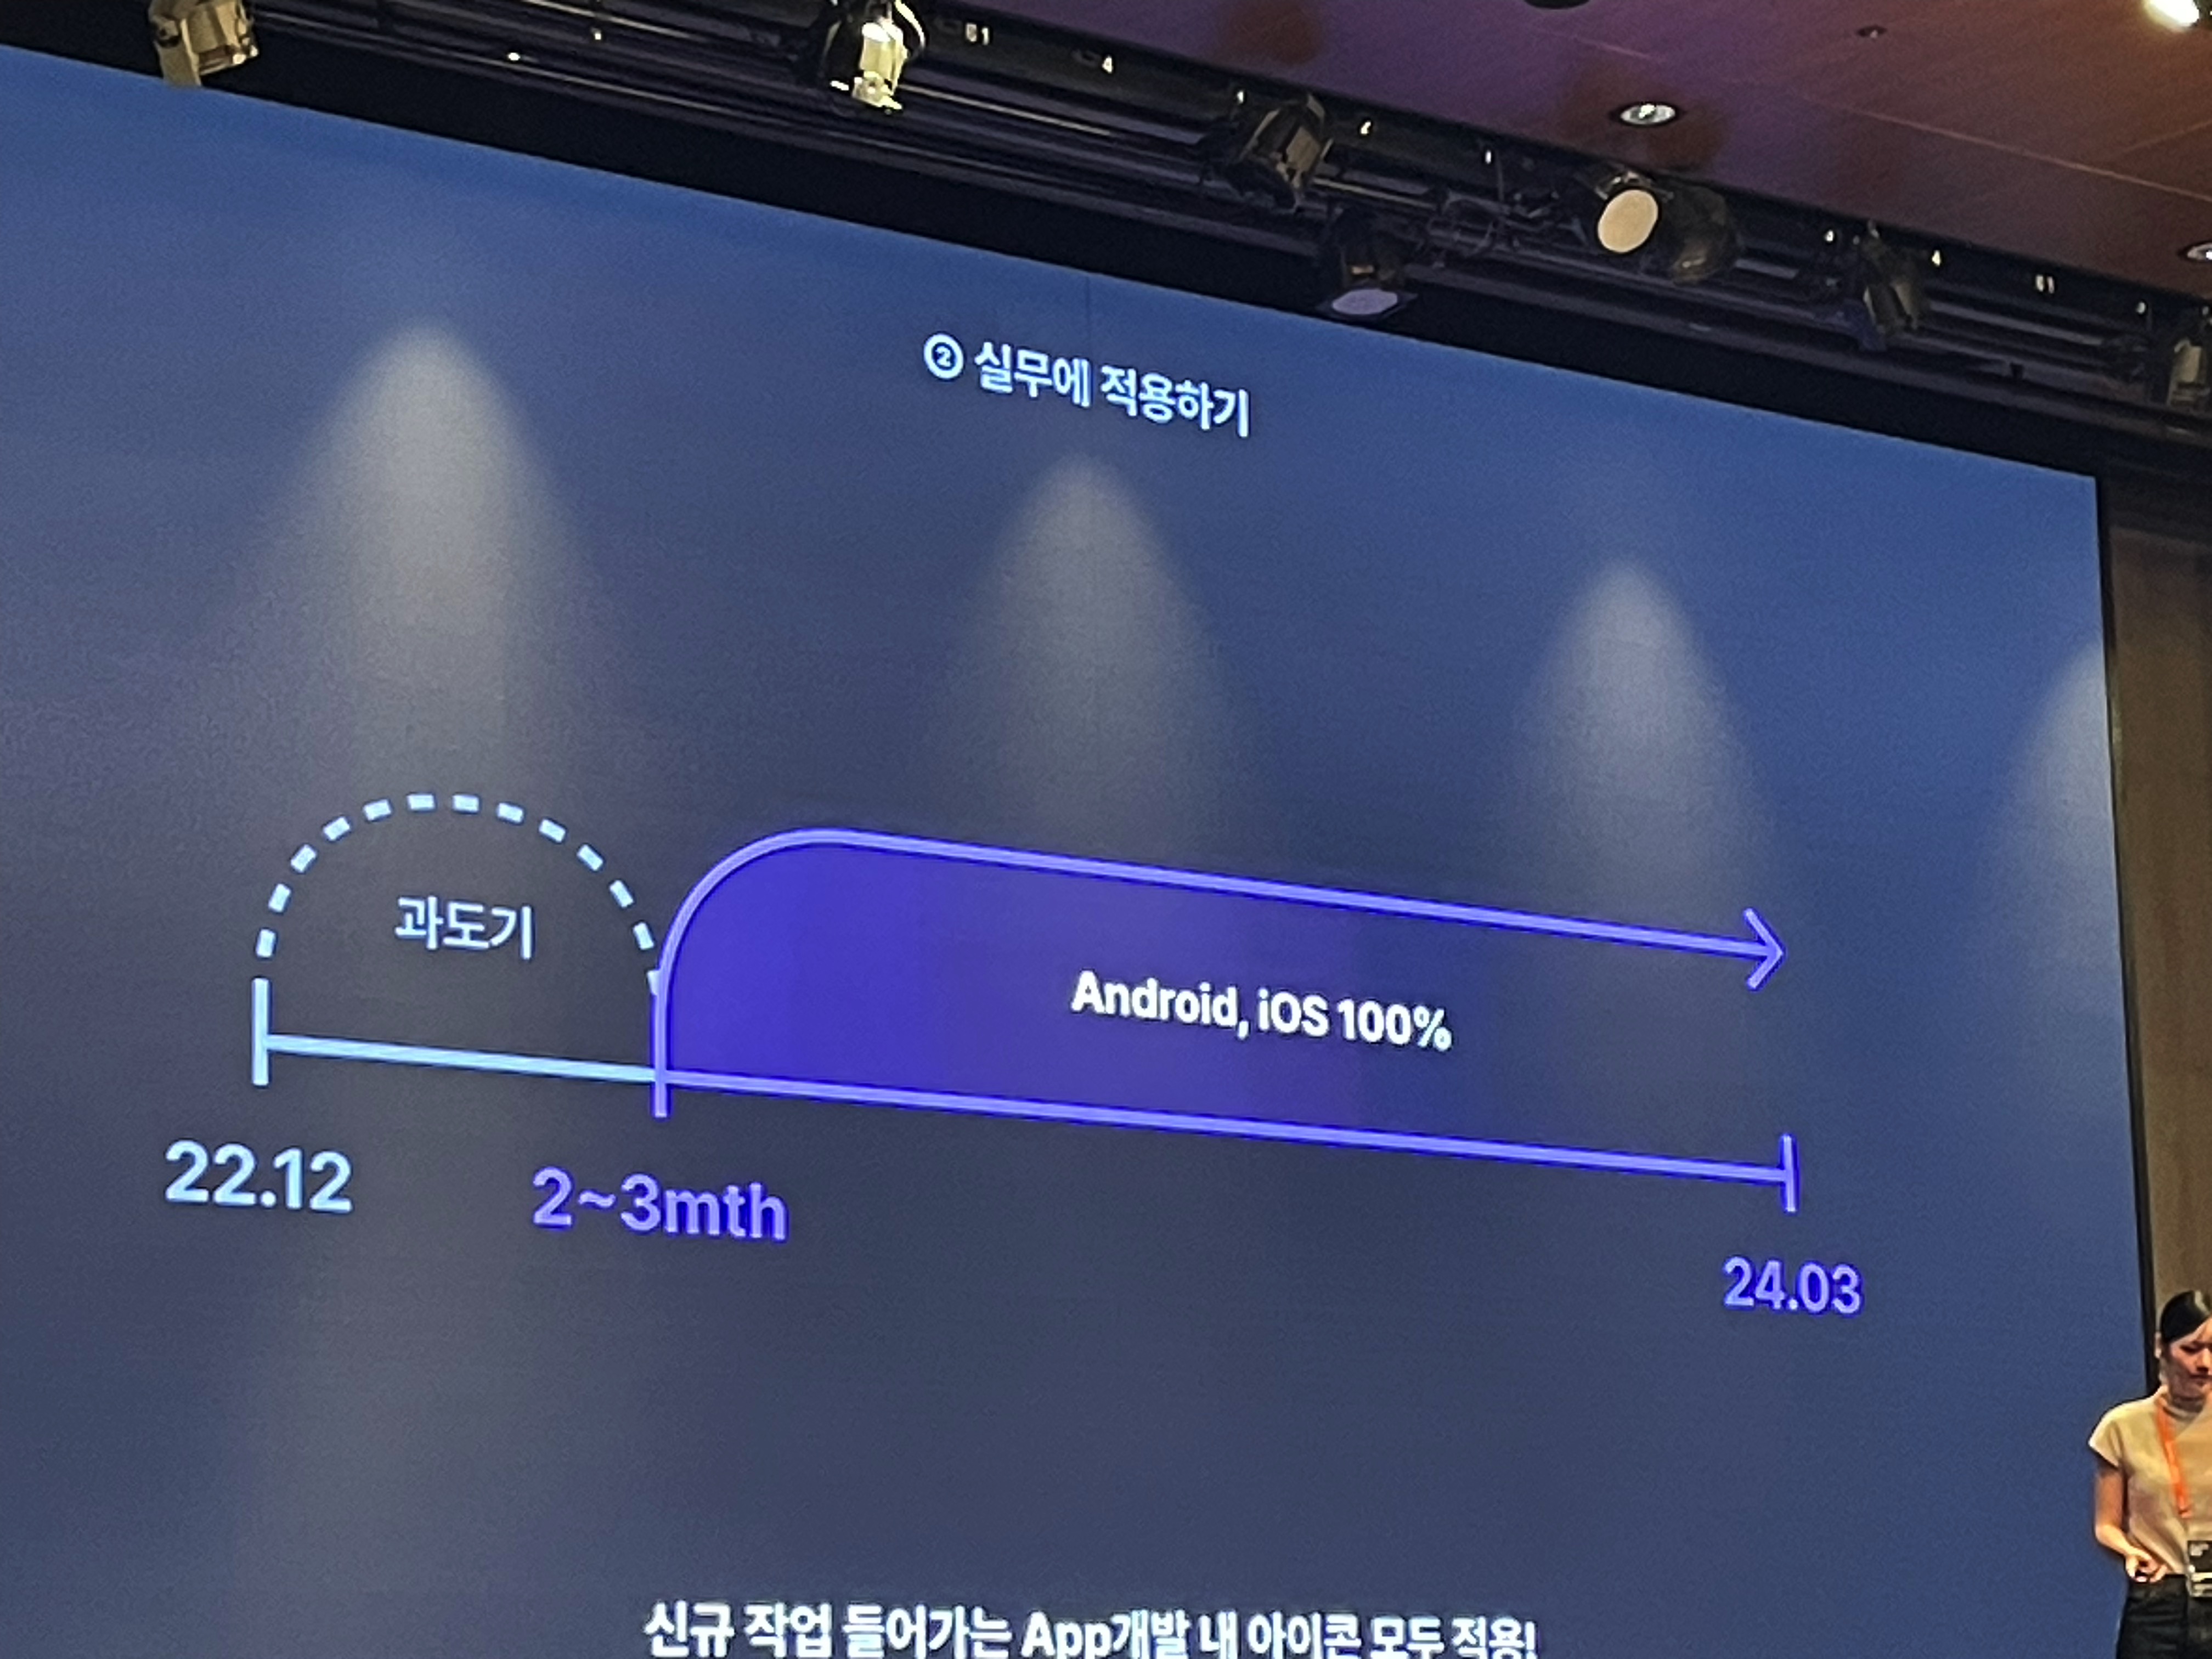 ② 실무에 적용하기
과도기
Android, iOS 100%
22.12
2~3mth
24.03
신규 작업 들어가는 App개발 내 아이콘 모두 적용!